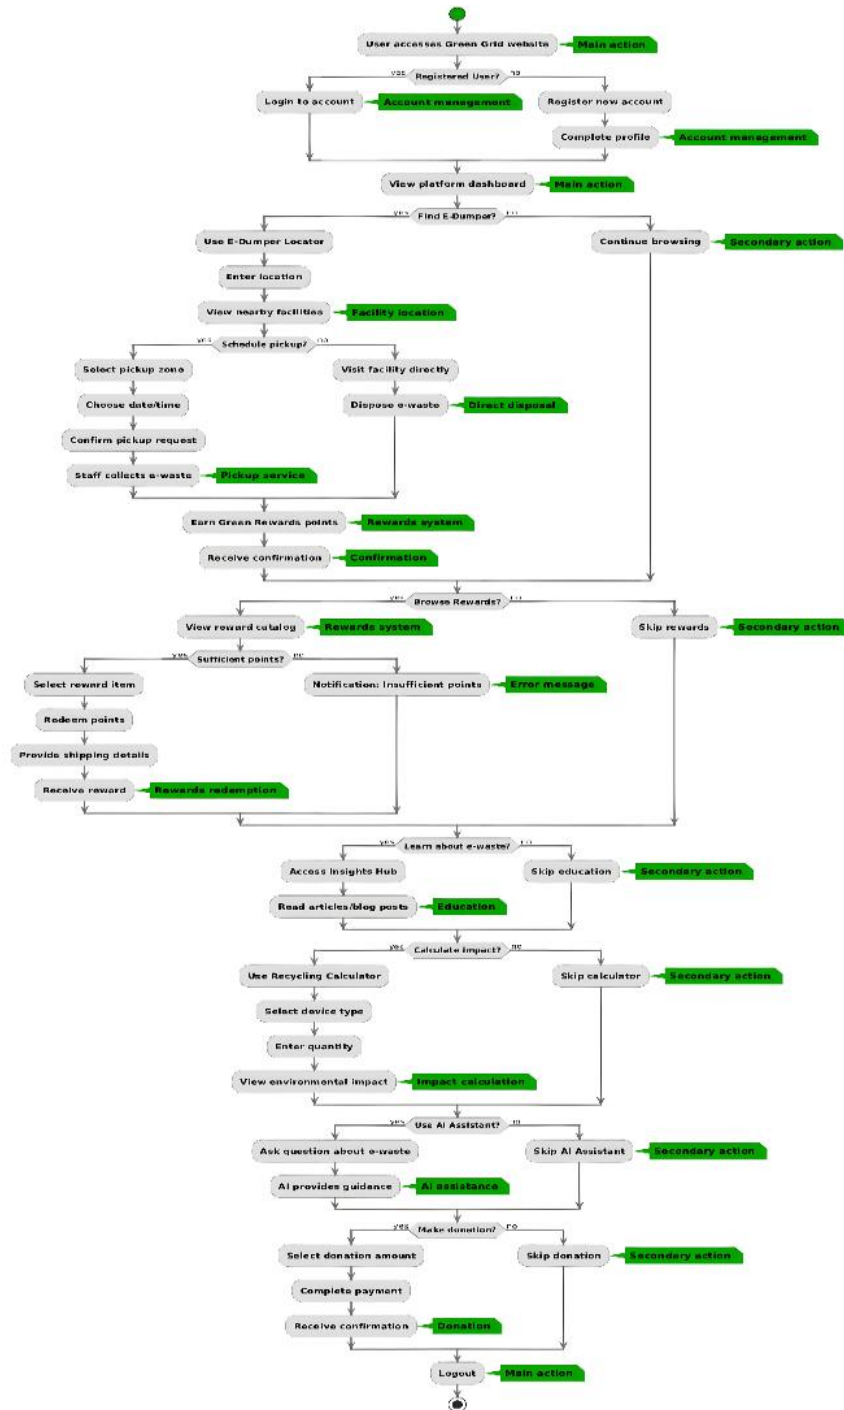 User accesses Green Grid website
Main action
yes
Registered User?
no
Login to account
Account management
Register new account
Complete profile
Account management
View platform dashboard
Main action
yes
Find E-Dumper?
no
Use E-Dumper Locator
Continue browsing
Secondary action
Enter location
View nearby facilities
Facility location
yes
Schedule pickup?
no
Select pickup zone
Visit facility directly
Choose date/time
Dispose e-waste
Direct disposal
Confirm pickup request
Staff collects e-waste
Pickup service
Earn Green Rewards points
Rewards system
Receive confirmation
Confirmation
yes
Browse Rewards?
no
View reward catalog
Rewards system
Skip rewards
Secondary action
yes
Sufficient points?
no
Select reward item
Notification: Insufficient points
Error message
Redeem points
Provide shipping details
Receive reward
Rewards redemption
yes
Learn about e-waste?
no
Access Insights Hub
Skip education
Secondary action
Read articles/blog posts
Education
yes
Calculate impact?
no
Use Recycling Calculator
Skip calculator
Secondary action
Select device type
Enter quantity
View environmental impact
Impact calculation
yes
Use AI Assistant?
no
Ask question about e-waste
Skip AI Assistant
Secondary action
AI provides guidance
AI assistance
yes
Make donation?
no
Select donation amount
Skip donation
Secondary action
Complete payment
Receive confirmation
Donation
Logout
Main action